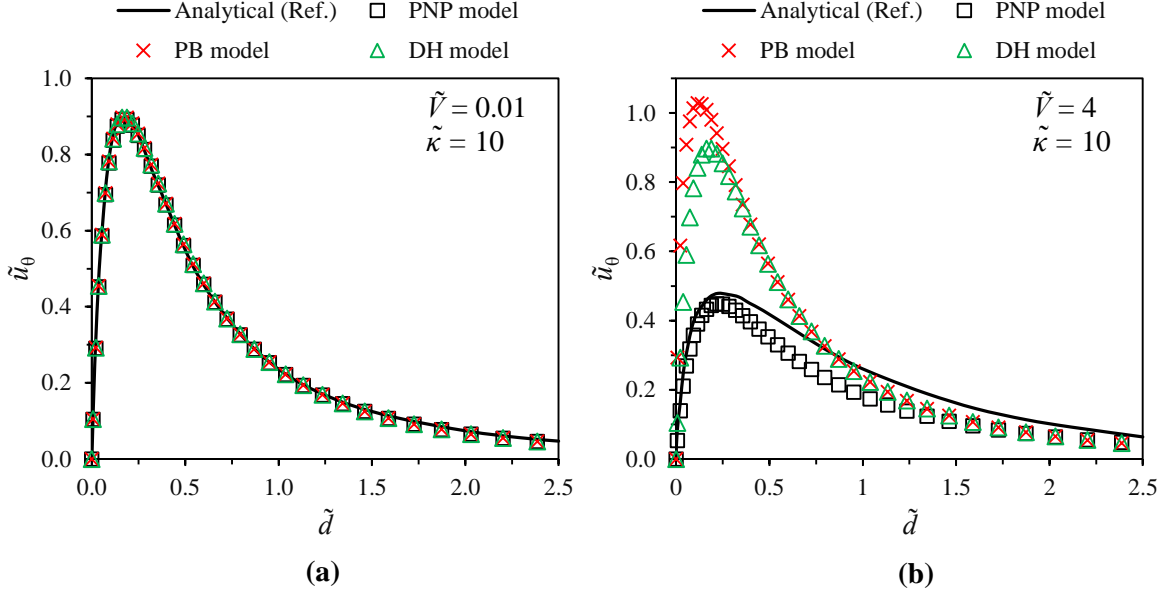 Analytical (Ref.) PNP model
PB model DH model
Ṽ = 0.01
κ̃ = 10
1.0
0.8
0.6
0.4
0.2
0.0
ũθ
0.0 0.5 1.0 1.5 2.0 2.5
d̃
(a)
Analytical (Ref.) PNP model
PB model DH model
Ṽ = 4
κ̃ = 10
1.0
0.8
0.6
0.4
0.2
0.0
ũθ
0 0.5 1 1.5 2 2.5
d̃
(b)